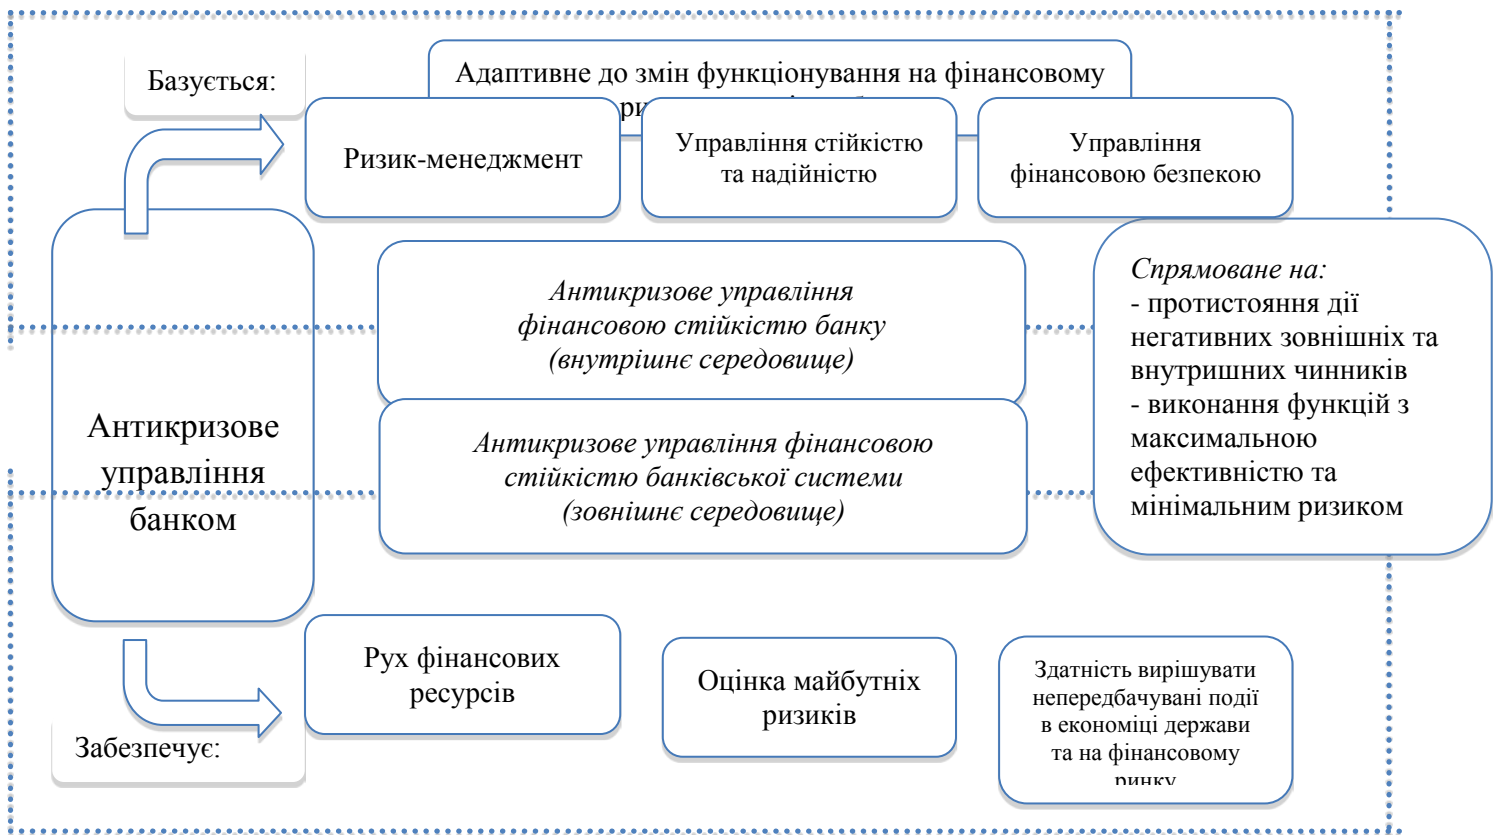 Базується:
Адаптивне до змін функціонування на фінансовому
Ризик-менеджмент
Управління стійкістю
та надійністю
Управління
фінансовою безпекою
Антикризове
управління
банком
Антикризове управління
фінансовою стійкістю банку
(внутрішнє середовище)
Антикризове управління фінансовою
стійкістю банківської системи
(зовнішнє середовище)
Спрямоване на:
- протистояння дії
негативних зовнішніх та
внутришних чинників
- виконання функцій з
максимальною
ефективністю та
мінімальним ризиком
Забезпечує:
Рух фінансових
ресурсів
Оцінка майбутніх
ризиків
Здатність вирішувати
непередбачувані події
в економіці держави
та на фінансовому
ринку